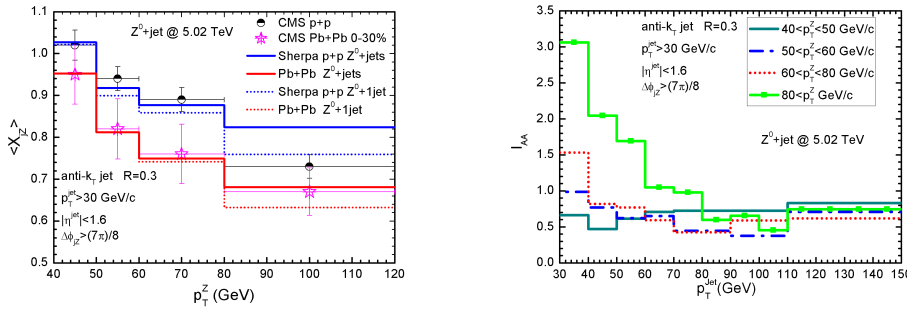 Z⁰+jet @ 5.02 TeV
CMS p+p
CMS Pb+Pb 0-30%
Sherpa p+p Z⁰+jets
Pb+Pb Z⁰+jets
Sherpa p+p Z⁰+1jet
Pb+Pb Z⁰+1jet
anti-k_T jet R=0.3
p_T^jet>30 GeV/c
|η^jet|<1.6
Δϕ_jZ>(7π)/8
<X_jZ>
1.1
1.0
0.9
0.8
0.7
0.6
0.5
40 50 60 70 80 90 100 110 120
p_T^Z (GeV)
anti-k_T jet R=0.3
p_T^jet>30 GeV/c
|η^jet|<1.6
Δϕ_jZ>(7π)/8
40<p_T^Z<50 GeV/c
50<p_T^Z<60 GeV/c
60<p_T^Z<80 GeV/c
80<p_T^Z GeV/c
Z⁰+jet @ 5.02 TeV
I_AA
3.5
3.0
2.5
2.0
1.5
1.0
0.5
0.0
30 40 50 60 70 80 90 100 110 120 130 140 150
p_T^Jet (GeV)